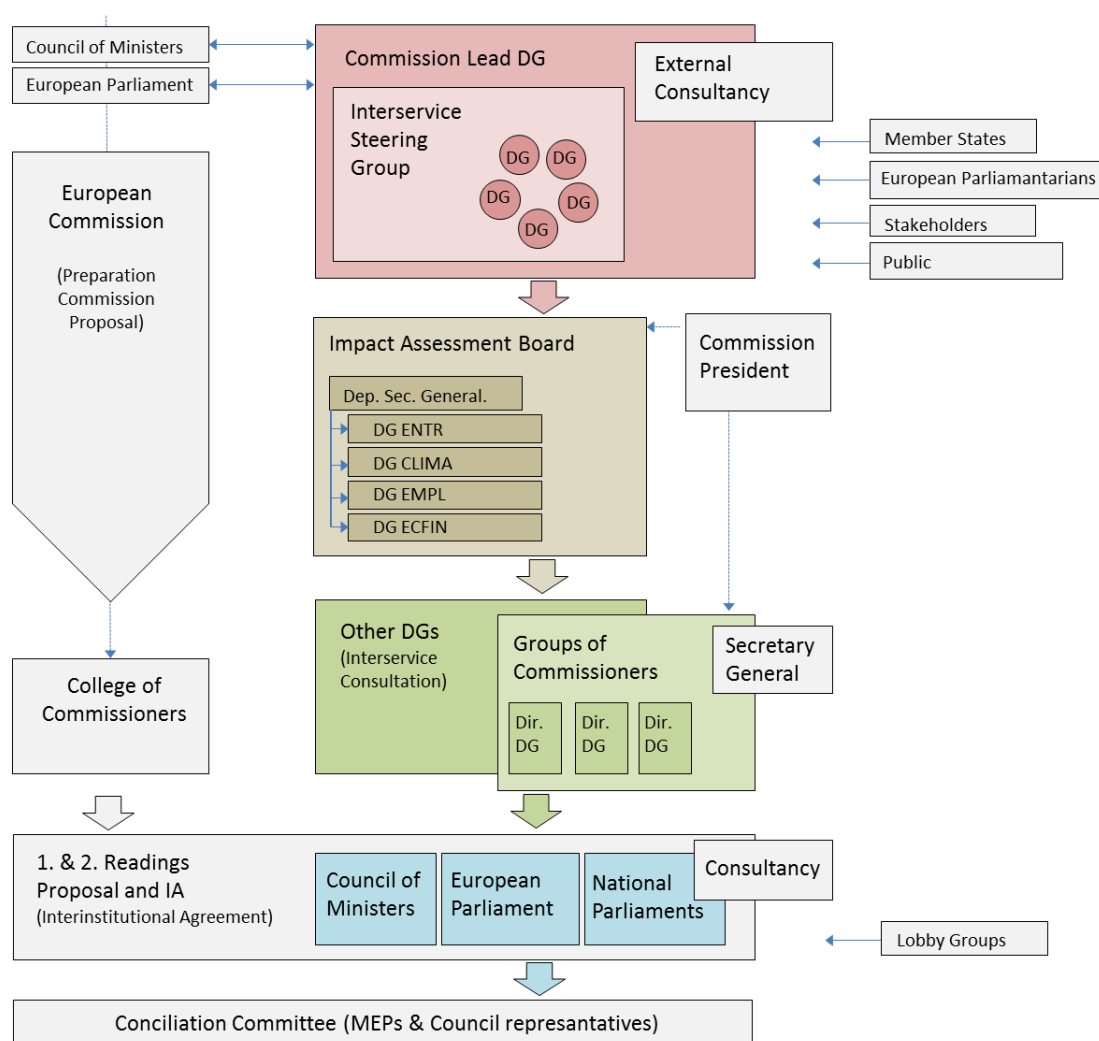 Council of Ministers
European Parliament
European
Commission
(Preparation
Commission
Proposal)
College of
Commissioners
Commission Lead DG
External
Consultancy
Interservice
Steering
Group
DG
DG
DG
DG
DG
Member States
European Parliamantarians
Stakeholders
Public
Impact Assessment Board
Dep. Sec. General.
DG ENTR
DG CLIMA
DG EMPL
DG ECFIN
Commission
President
Other DGs
(Interservice
Consultation)
Groups of
Commissioners
Dir.
DG
Dir.
DG
Dir.
DG
Secretary
General
1. & 2. Readings
Proposal and IA
(Interinstitutional Agreement)
Council of
Ministers
European
Parliament
National
Parliaments
Consultancy
Lobby Groups
Conciliation Committee (MEPs & Council represantatives)